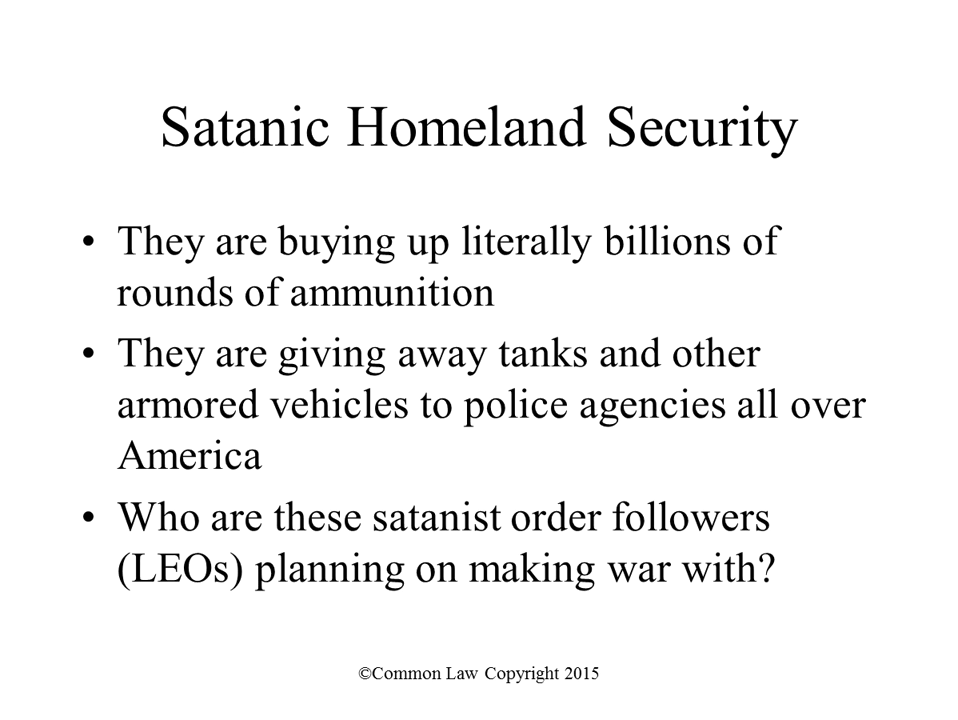 Satanic Homeland Security
• They are buying up literally billions of
rounds of ammunition
• They are giving away tanks and other
armored vehicles to police agencies all over
America
• Who are these satanist order followers
(LEOs) planning on making war with?
©Common Law Copyright 2015